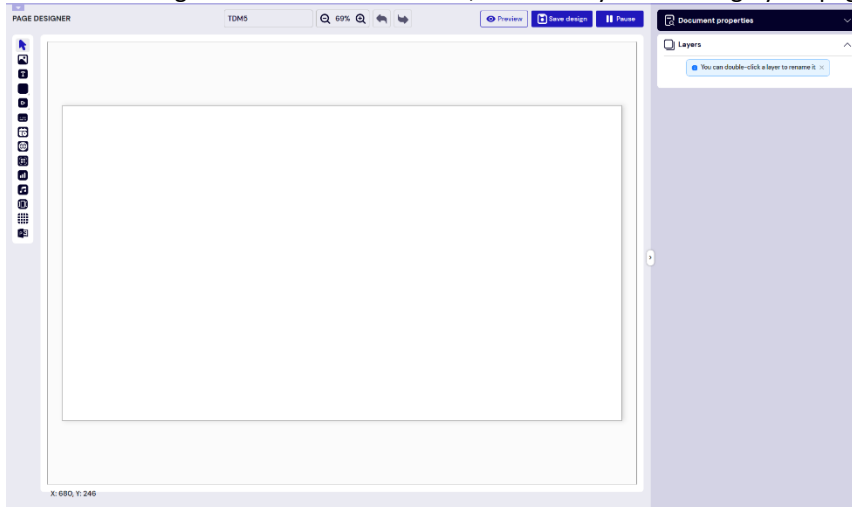 PAGE DESIGNER
TDM5
69%
Preview
Save design
Pause
Document properties
Layers
You can double-click a layer to rename it
X: 680, Y: 246